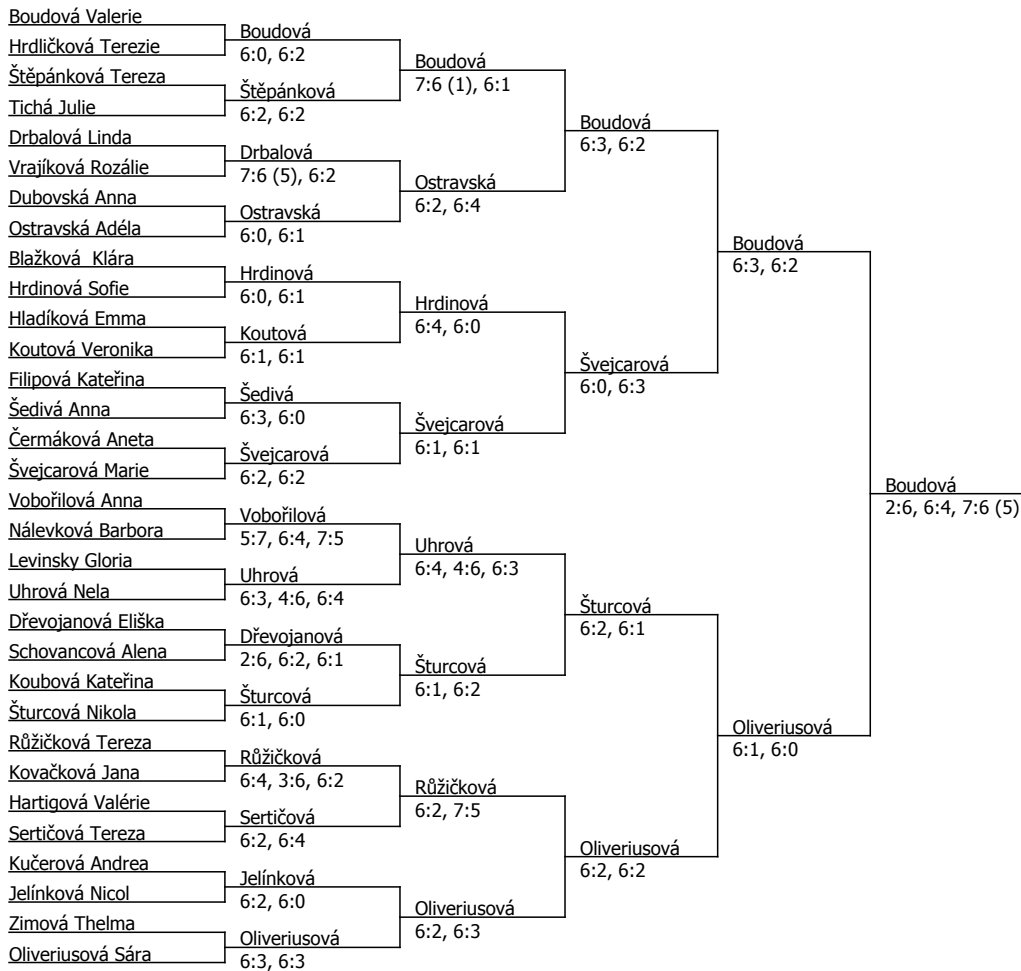 Boudová Valerie
Hrdličková Terezie
Štěpánková Tereza
Tichá Julie
Drbalová Linda
Vrajíková Rozálie
Dubovská Anna
Ostravská Adéla
Blažková  Klára
Hrdinová Sofie
Hladíková Emma
Koutová Veronika
Filipová Kateřina
Šedivá Anna
Čermáková Aneta
Švejcarová Marie
Vobořilová Anna
Nálevková Barbora
Levinsky Gloria
Uhrová Nela
Dřevojanová Eliška
Schovancová Alena
Koubová Kateřina
Šturcová Nikola
Růžičková Tereza
Kovačková Jana
Hartigová Valérie
Sertičová Tereza
Kučerová Andrea
Jelínková Nicol
Zimová Thelma
Oliveriusová Sára
Boudová
6:0, 6:2
Štěpánková
6:2, 6:2
Drbalová
7:6 (5), 6:2
Ostravská
6:0, 6:1
Hrdinová
6:0, 6:1
Koutová
6:1, 6:1
Šedivá
6:3, 6:0
Švejcarová
6:2, 6:2
Vobořilová
5:7, 6:4, 7:5
Uhrová
6:3, 4:6, 6:4
Dřevojanová
2:6, 6:2, 6:1
Šturcová
6:1, 6:0
Růžičková
6:4, 3:6, 6:2
Sertičová
6:2, 6:4
Jelínková
6:2, 6:0
Oliveriusová
6:3, 6:3
Boudová
7:6 (1), 6:1
Ostravská
6:2, 6:4
Hrdinová
6:4, 6:0
Švejcarová
6:1, 6:1
Uhrová
6:4, 4:6, 6:3
Šturcová
6:1, 6:2
Růžičková
6:2, 7:5
Oliveriusová
6:2, 6:3
Boudová
6:3, 6:2
Švejcarová
6:0, 6:3
Šturcová
6:2, 6:1
Oliveriusová
6:2, 6:2
Boudová
6:3, 6:2
Oliveriusová
6:1, 6:0
Boudová
2:6, 6:4, 7:6 (5)